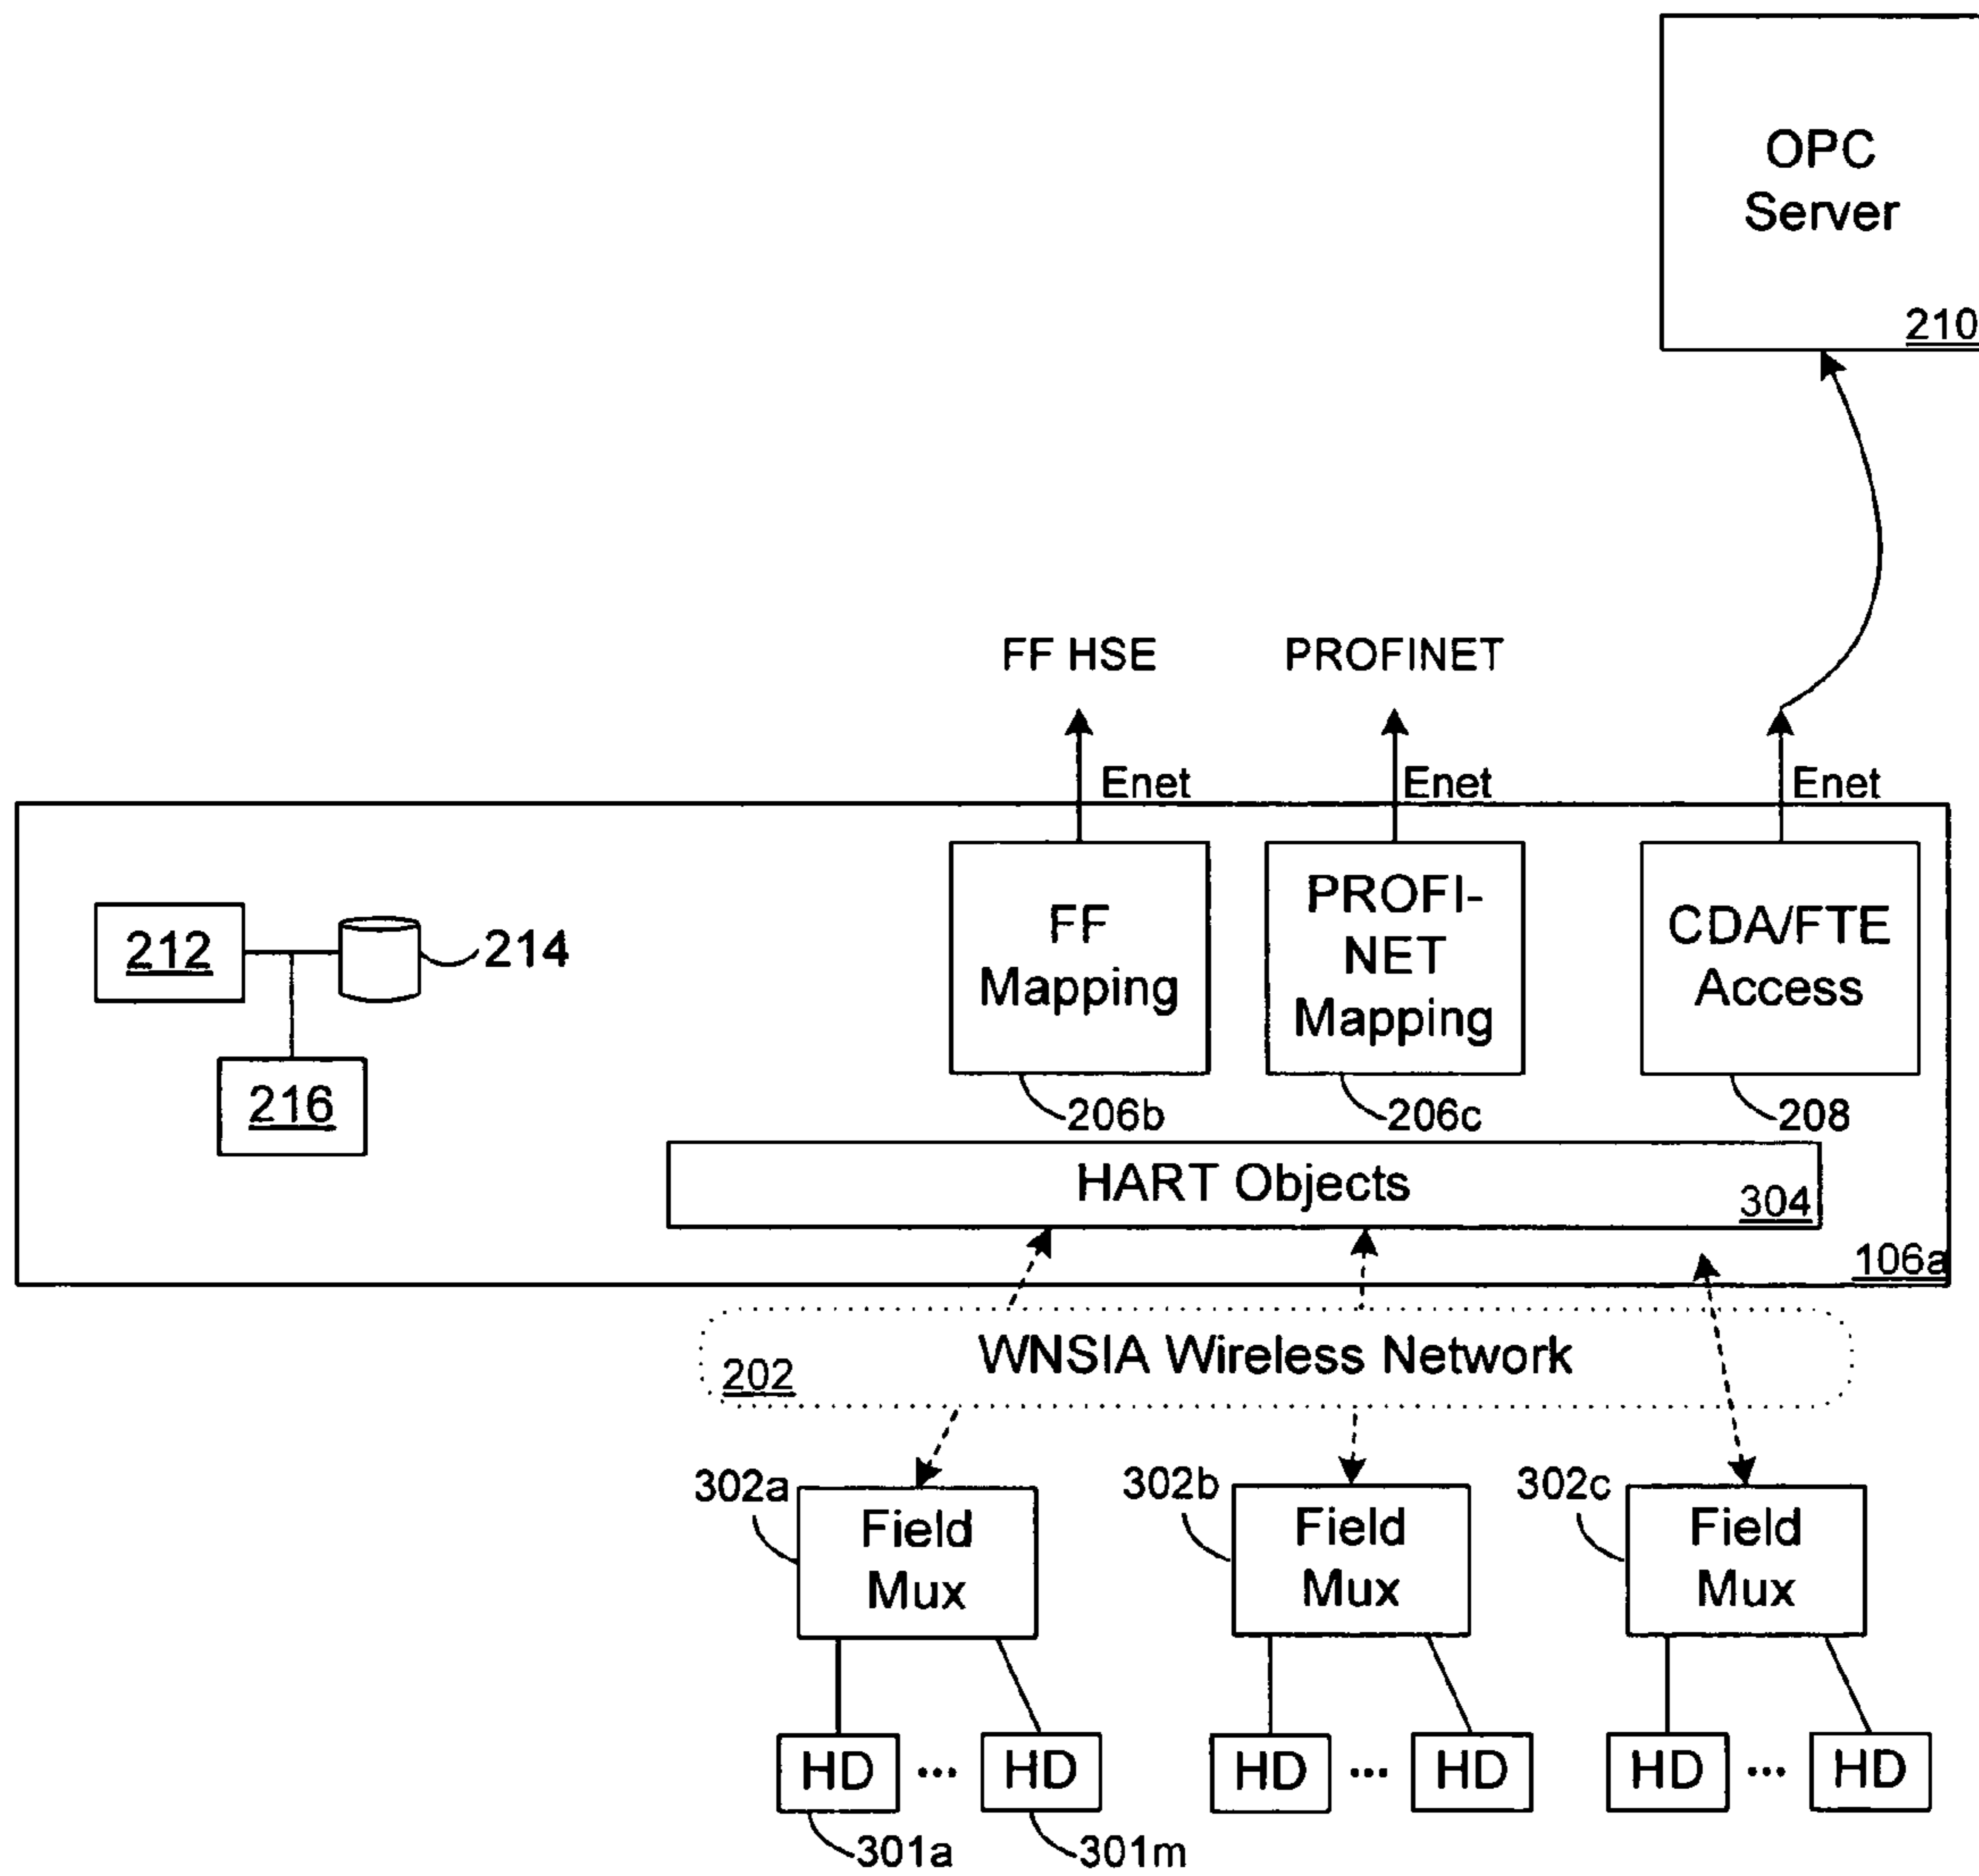 OPC
Server
210
FF HSE
PROFINET
Enet
Enet
Enet
212
214
216
FF
Mapping
PROFI-
NET
Mapping
CDA/FTE
Access
206b
206c
208
HART Objects
304
106a
WNSIA Wireless Network
202
302a
302b
302c
Field
Mux
Field
Mux
Field
Mux
HD
...
HD
HD
...
HD
HD
...
HD
301a
301m